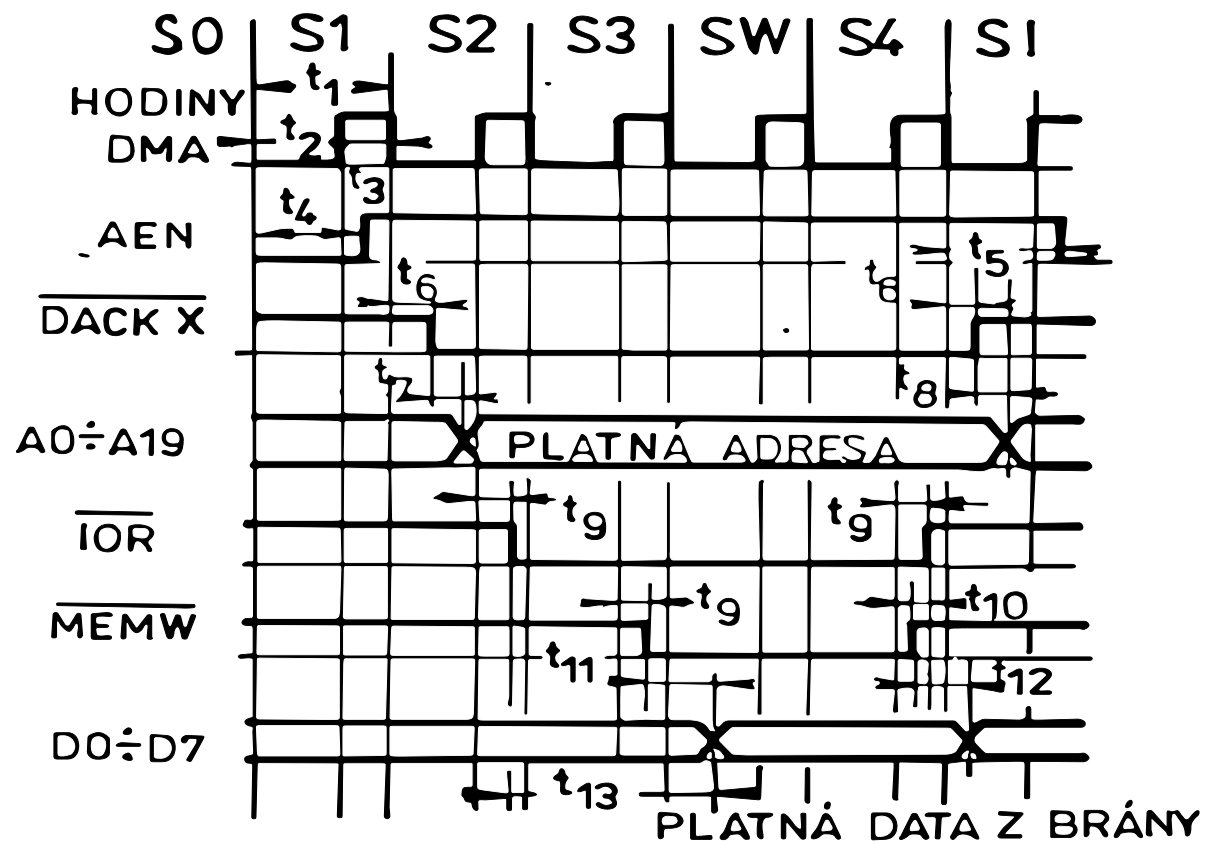 S0 S1 S2 S3 SW S4 S1
t1
HODINY
DMA
t2
t3
t4
AEN
t5
t6
t6
DACK X
t7
t8
A0÷A19
PLATNÁ ADRESA
t9
t9
IOR
t9
t10
MEMW
t11
t12
D0÷D7
t13
PLATNÁ DATA Z BRÁNY